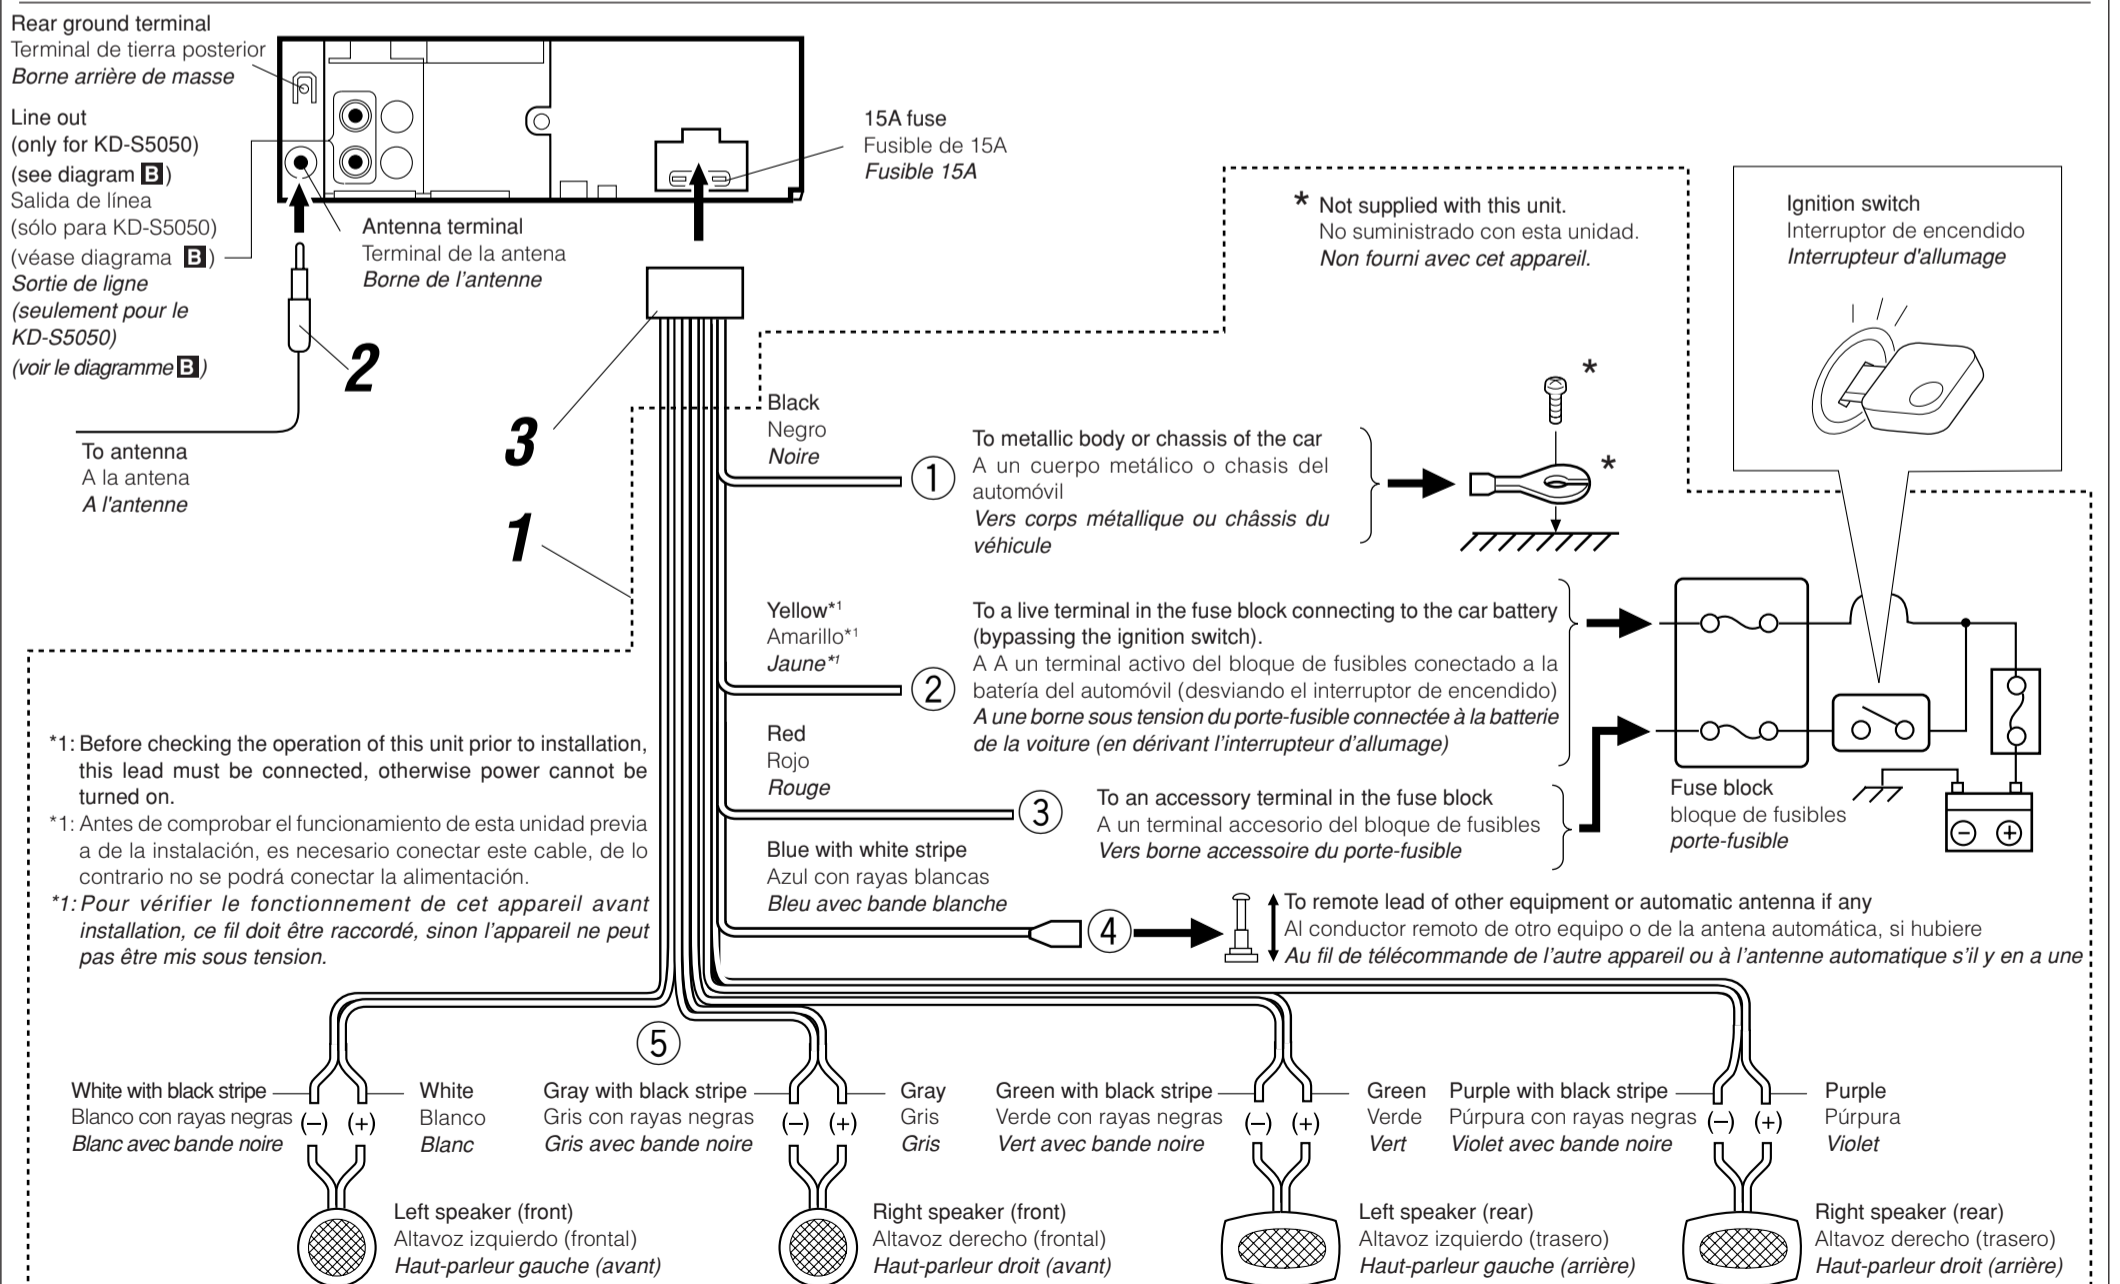 Rear ground terminal
Terminal de tierra posterior
Borne arrière de masse
Line out
(only for KD-S5050)
(see diagram B)
Salida de línea
(sólo para KD-S5050)
(véase diagrama B)
Sortie de ligne
(seulement pour le
KD-S5050)
(voir le diagramme B)
15A fuse
Fusible de 15A
Fusible 15A
Antenna terminal
Terminal de la antena
Borne de l'antenne
* Not supplied with this unit.
No suministrado con esta unidad.
Non fourni avec cet appareil.
Ignition switch
Interruptor de encendido
Interrupteur d'allumage
2
3
1
To antenna
A la antena
A l'antenne
Black
Negro
Noire
①
To metallic body or chassis of the car
A un cuerpo metálico o chasis del
automóvil
Vers corps métallique ou châssis du
véhicule
*
*
Yellow*1
Amarillo*1
Jaune*1
②
To a live terminal in the fuse block connecting to the car battery
(bypassing the ignition switch).
A A un terminal activo del bloque de fusibles conectado a la
batería del automóvil (desviando el interruptor de encendido)
A une borne sous tension du porte-fusible connectée à la batterie
de la voiture (en dérivant l'interrupteur d'allumage)
*1: Before checking the operation of this unit prior to installation,
this lead must be connected, otherwise power cannot be
turned on.
*1: Antes de comprobar el funcionamiento de esta unidad previa
a de la instalación, es necesario conectar este cable, de lo
contrario no se podrá conectar la alimentación.
*1: Pour vérifier le fonctionnement de cet appareil avant
installation, ce fil doit être raccordé, sinon l'appareil ne peut
pas être mis sous tension.
Red
Rojo
Rouge
③
To an accessory terminal in the fuse block
A un terminal accesorio del bloque de fusibles
Vers borne accessoire du porte-fusible
Fuse block
bloque de fusibles
porte-fusible
− +
Blue with white stripe
Azul con rayas blancas
Bleu avec bande blanche
④
To remote lead of other equipment or automatic antenna if any
Al conductor remoto de otro equipo o de la antena automática, si hubiere
Au fil de télécommande de l'autre appareil ou à l'antenne automatique s'il y en a une
⑤
White with black stripe
Blanco con rayas negras
Blanc avec bande noire
(−) (+)
White
Blanco
Blanc
Gray with black stripe
Gris con rayas negras
Gris avec bande noire
(−) (+)
Gray
Gris
Gris
Green with black stripe
Verde con rayas negras
Vert avec bande noire
(−) (+)
Green
Verde
Vert
Purple with black stripe
Púrpura con rayas negras
Violet avec bande noire
(−) (+)
Purple
Púrpura
Violet
Left speaker (front)
Altavoz izquierdo (frontal)
Haut-parleur gauche (avant)
Right speaker (front)
Altavoz derecho (frontal)
Haut-parleur droit (avant)
Left speaker (rear)
Altavoz izquierdo (trasero)
Haut-parleur gauche (arrière)
Right speaker (rear)
Altavoz derecho (trasero)
Haut-parleur droit (arrière)